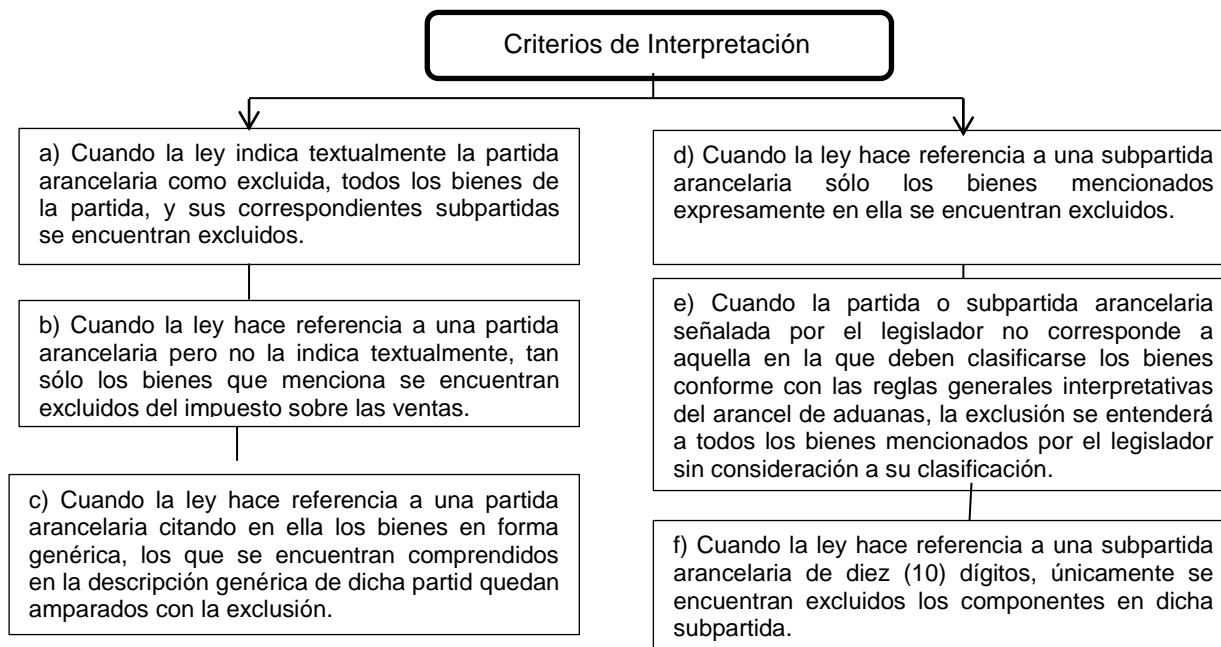 Criterios de Interpretación
a) Cuando la ley indica textualmente la partida
arancelaria como excluida, todos los bienes de
la partida, y sus correspondientes subpartidas
se encuentran excluidos.
b) Cuando la ley hace referencia a una partida
arancelaria pero no la indica textualmente, tan
sólo los bienes que menciona se encuentran
excluidos del impuesto sobre las ventas.
c) Cuando la ley hace referencia a una partida
arancelaria citando en ella los bienes en forma
genérica, los que se encuentran comprendidos
en la descripción genérica de dicha partid quedan
amparados con la exclusión.
d) Cuando la ley hace referencia a una subpartida
arancelaria sólo los bienes mencionados
expresamente en ella se encuentran excluidos.
e) Cuando la partida o subpartida arancelaria
señalada por el legislador no corresponde a
aquella en la que deben clasificarse los bienes
conforme con las reglas generales interpretativas
del arancel de aduanas, la exclusión se entenderá
a todos los bienes mencionados por el legislador
sin consideración a su clasificación.
f) Cuando la ley hace referencia a una subpartida
arancelaria de diez (10) dígitos, únicamente se
encuentran excluidos los componentes en dicha
subpartida.